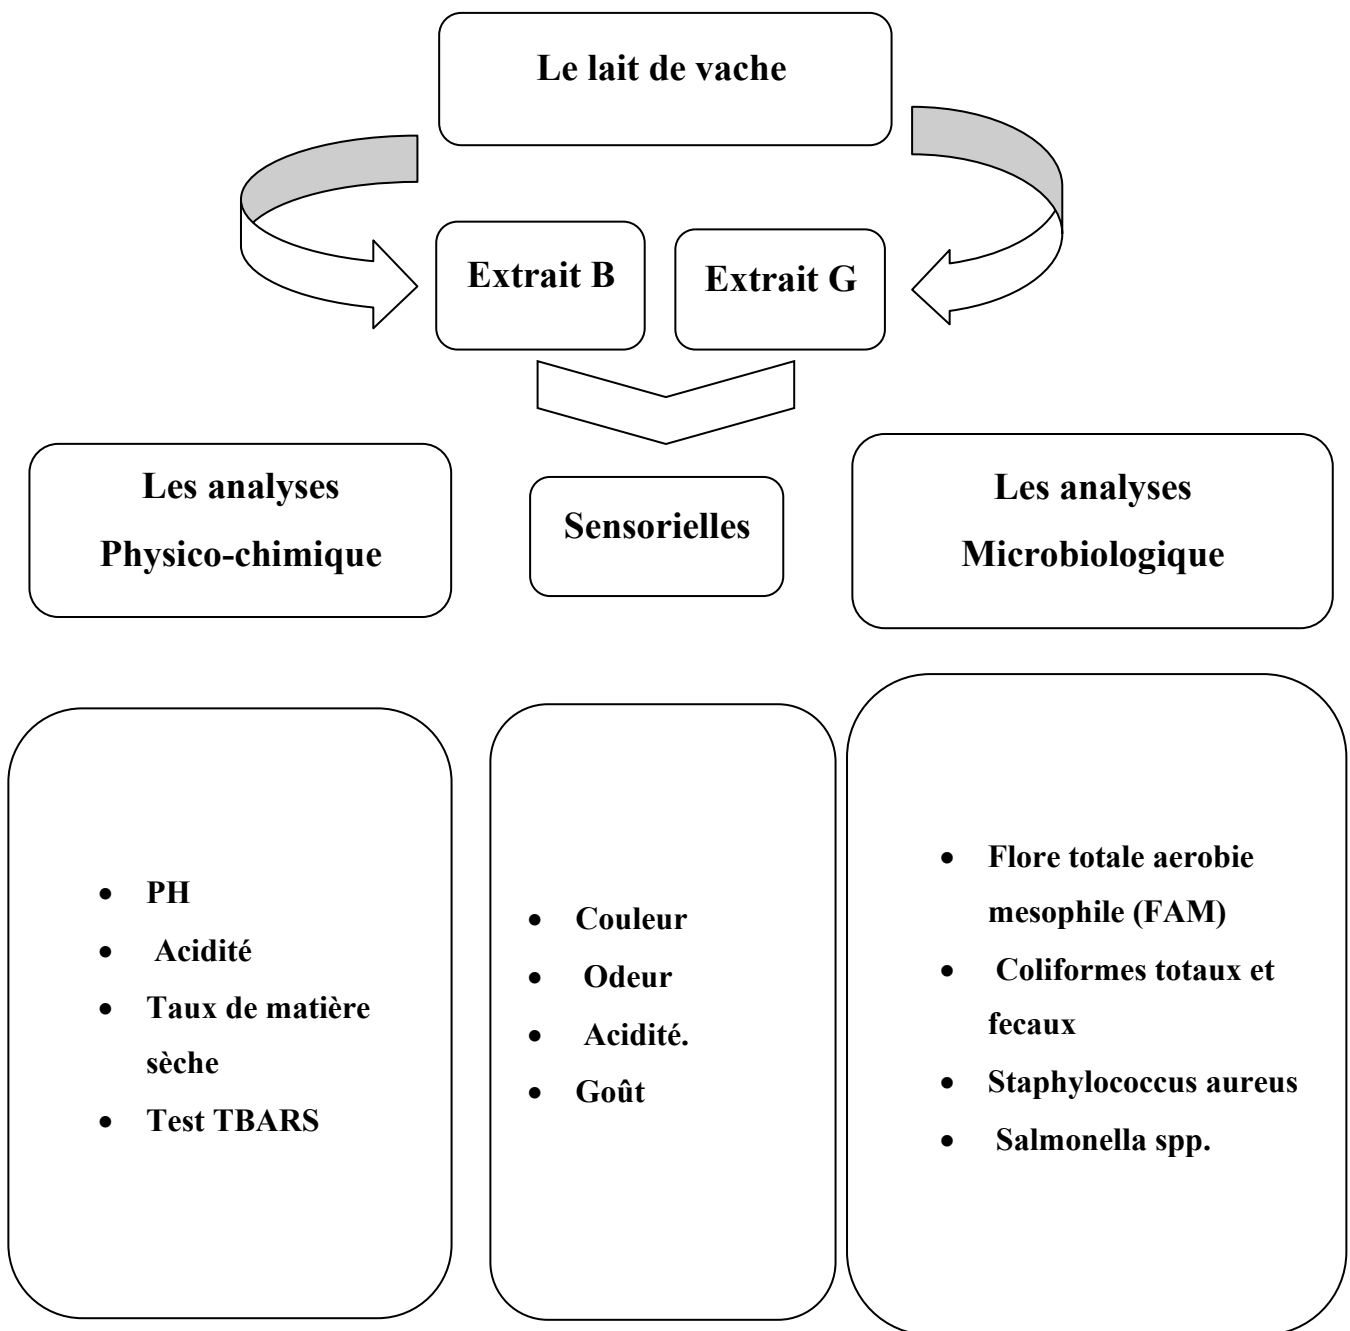 Le lait de vache
Extrait B
Extrait G
Les analyses
Physico-chimique
Sensorielles
Les analyses
Microbiologique
• PH
• Acidité
• Taux de matière
sèche
• Test TBARS
• Couleur
• Odeur
• Acidité.
• Goût
• Flore totale aerobie
mesophile (FAM)
• Coliformes totaux et
fecaux
• Staphylococcus aureus
• Salmonella spp.